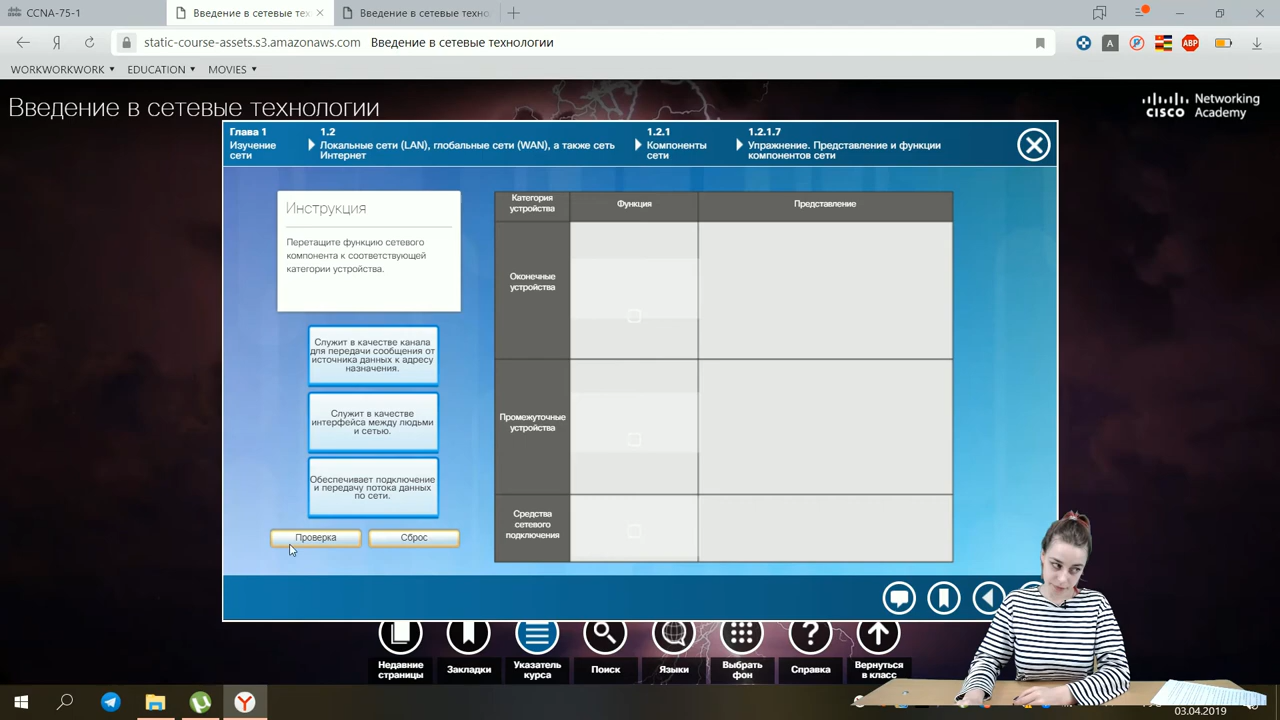 CCNA-75-1
Введение в сетевые те
Введение в сетевые техно
static-course-assets.s3.amazonaws.com Введение в сетевые технологии
WORKWORKWORK EDUCATION MOVIES
Введение в сетевые технологии
CISCO
Networking
Academy
Глава 1
Изучение
сети
1.2
Локальные сети (LAN), глобальные сети (WAN), а также сеть
Интернет
1.2.1
Компоненты
сети
1.2.1.7
Упражнение. Представление и функции
компонентов сети
Инструкция
Перетащите функцию сетевого
компонента к соответствующей
категории устройства.
Служит в качестве канала
для передачи сообщения от
источника данных к адресу
назначения.
Служит в качестве
интерфейса между людьми
и сетью.
Обеспечивает подключение
и передачу потока данных
по сети.
Проверка
Сброс
Категория
устройства
Функция
Представление
Оконечные
устройства
Промежуточные
устройства
Средства
сетевого
подключения
Недавние
страницы
Закладки
Указатель
курса
Поиск
Языки
Выбрать
фон
Справка
Вернуться
в класс
A
ABP
03.04.2019